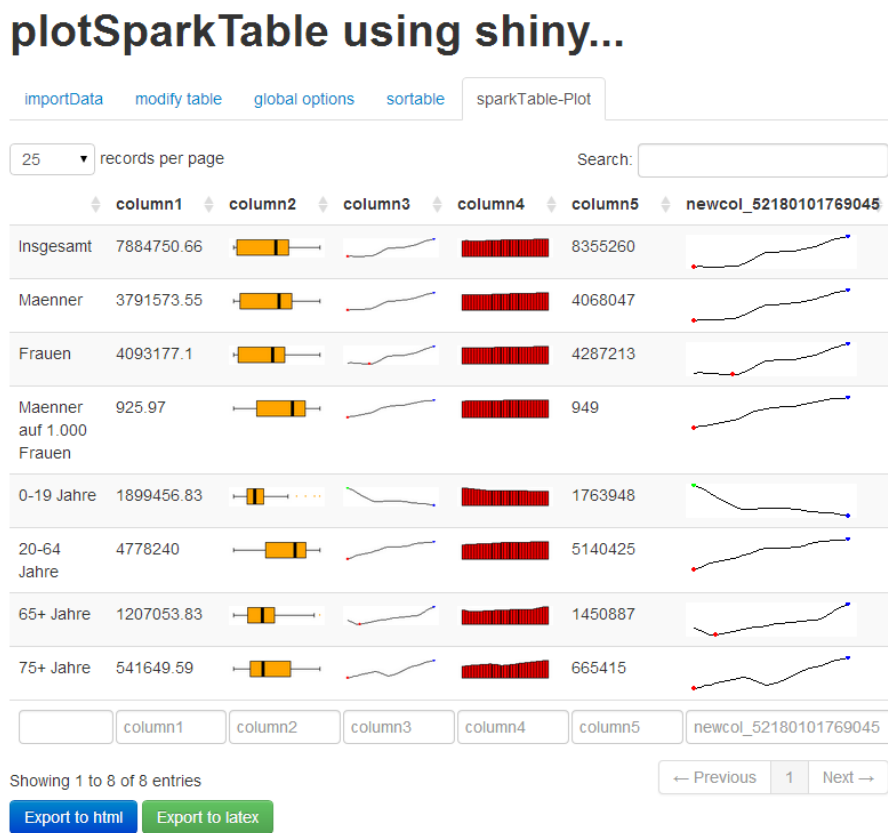 plotSparkTable using shiny...
importData modify table global options sortable sparkTable-Plot
25 records per page Search:
column1 column2 column3 column4 column5 newcol_52180101769045
Insgesamt 7884750.66 8355260
Maenner 3791573.55 4068047
Frauen 4093177.1 4287213
Maenner 925.97 949
auf 1.000
Frauen
0-19 Jahre 1899456.83 1763948
20-64 4778240 5140425
Jahre
65+ Jahre 1207053.83 1450887
75+ Jahre 541649.59 665415
column1 column2 column3 column4 column5 newcol_52180101769045
Showing 1 to 8 of 8 entries ← Previous 1 Next →
Export to html Export to latex